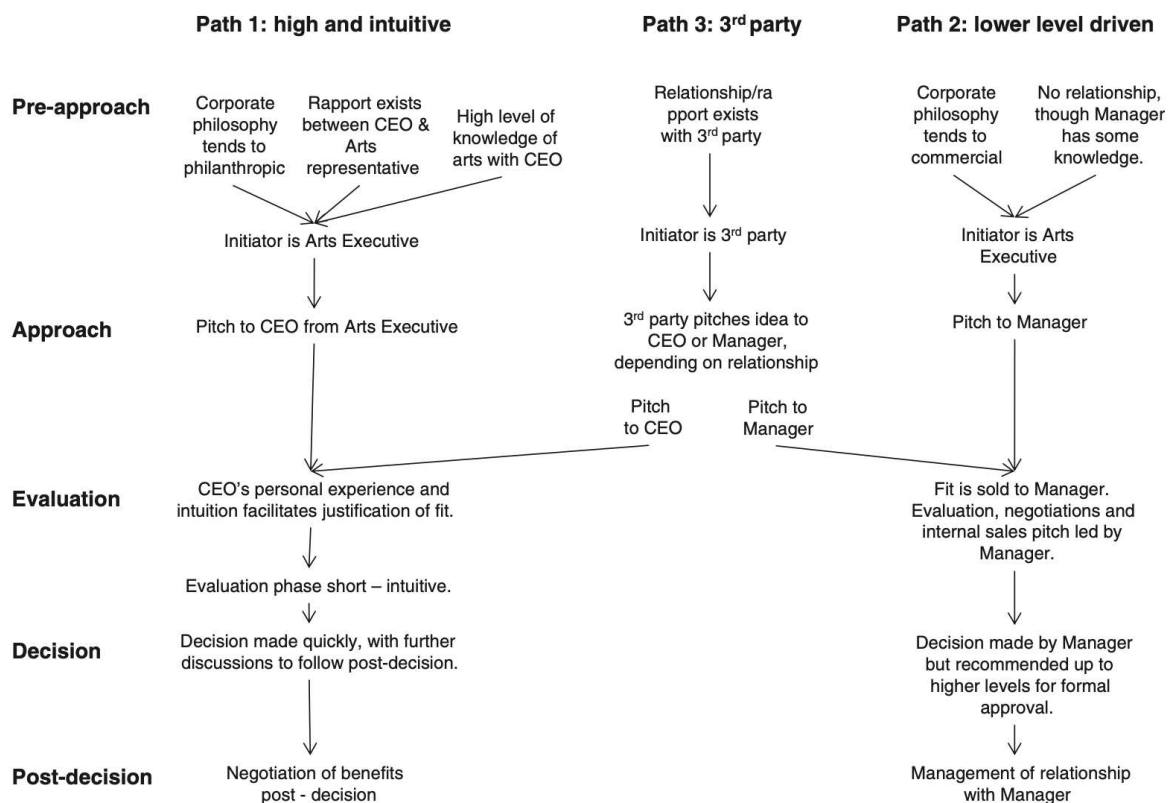 Path 1: high and intuitive
Path 3: 3rd party
Path 2: lower level driven
Pre-approach
Corporate
philosophy
tends to
philanthropic
Rapport exists
between CEO &
Arts
representative
High level of
knowledge of
arts with CEO
Relationship/ra
pport exists
with 3rd party
Corporate
philosophy
tends to
commercial
No relationship,
though Manager
has some
knowledge.
Initiator is Arts Executive
Initiator is 3rd party
Initiator is Arts
Executive
Approach
Pitch to CEO from Arts Executive
3rd party pitches idea to
CEO or Manager,
depending on relationship
Pitch to Manager
Pitch
to CEO
Pitch to
Manager
Evaluation
CEO's personal experience and
intuition facilitates justification of fit.
Fit is sold to Manager.
Evaluation, negotiations and
internal sales pitch led by
Manager.
Evaluation phase short – intuitive.
Decision
Decision made quickly, with further
discussions to follow post-decision.
Decision made by Manager
but recommended up to
higher levels for formal
approval.
Post-decision
Negotiation of benefits
post - decision
Management of relationship
with Manager